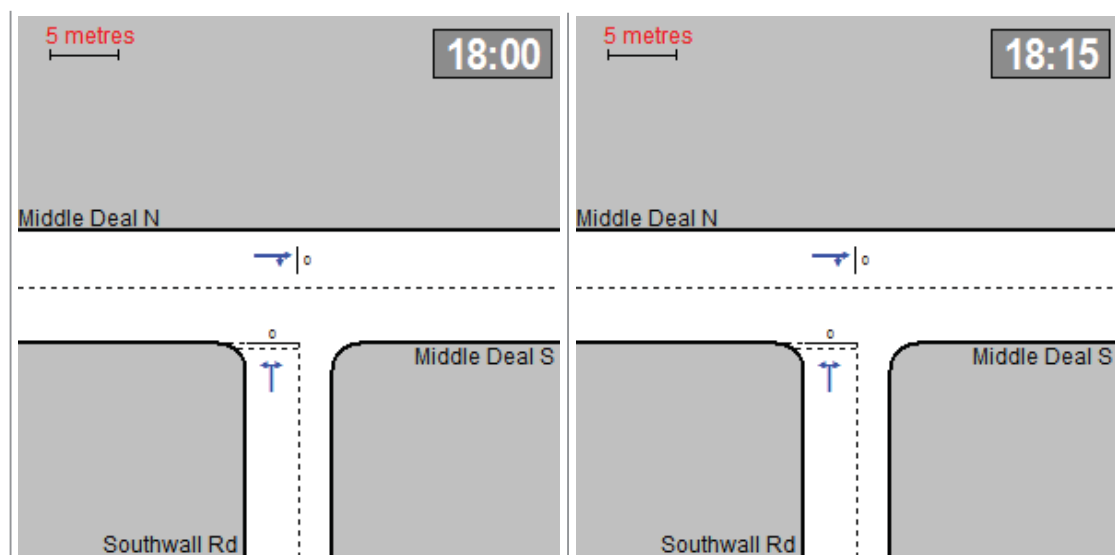 5 metres
18:00
Middle Deal N
0
0
Middle Deal S
Southwall Rd
5 metres
18:15
Middle Deal N
0
0
Middle Deal S
Southwall Rd